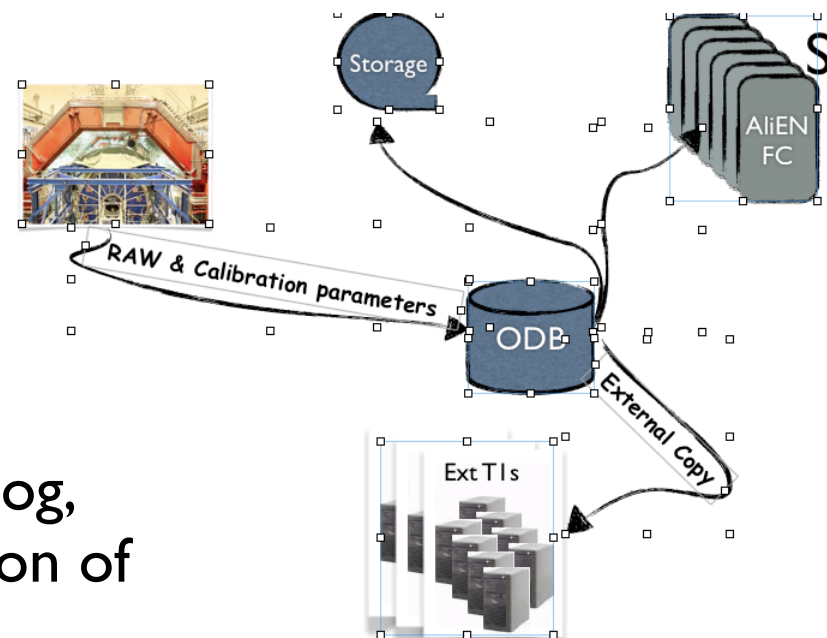 Storage
S
AliEN
FC
RAW & Calibration parameters
ODB
External Copy
Ext T1s
og,
on of